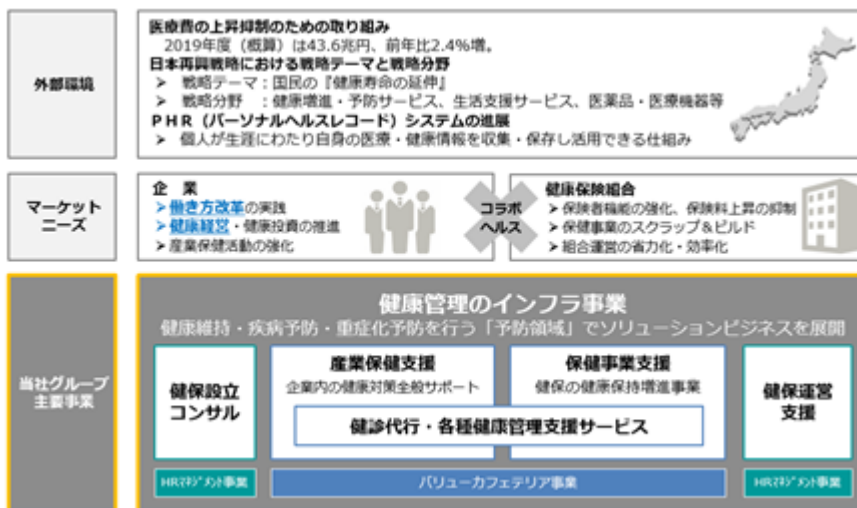 外部環境
医療費の上昇抑制のための取り組み
2019年度（概算）は43.6兆円、前年比2.4%増。
日本再興戦略における戦略テーマと戦略分野
➢ 戦略テーマ：国民の『健康寿命の延伸』
➢ 戦略分野 ：健康増進・予防サービス、生活支援サービス、医薬品・医療機器等
PHR（パーソナルヘルスレコード）システムの進展
➢ 個人が生涯にわたり自身の医療・健康情報を収集・保存し活用できる仕組み
マーケット
ニーズ
企 業
➢働き方改革の実践
➢健康経営・健康投資の推進
➢産業保健活動の強化
コラボ
ヘルス
健康保険組合
➢保険者機能の強化、保険料上昇の抑制
➢保健事業のスクラップ＆ビルド
➢組合運営の省力化・効率化
当社グループ
主要事業
健康管理のインフラ事業
健康維持・疾病予防・重症化予防を行う「予防領域」でソリューションビジネスを展開
健保設立
コンサル
産業保健支援
企業内の健康対策全般サポート
保健事業支援
健保の健康保持増進事業
健診代行・各種健康管理支援サービス
健保運営
支援
HRﾏﾈｼﾞﾒﾝﾄ事業
バリューカフェテリア事業
HRﾏﾈｼﾞﾒﾝﾄ事業